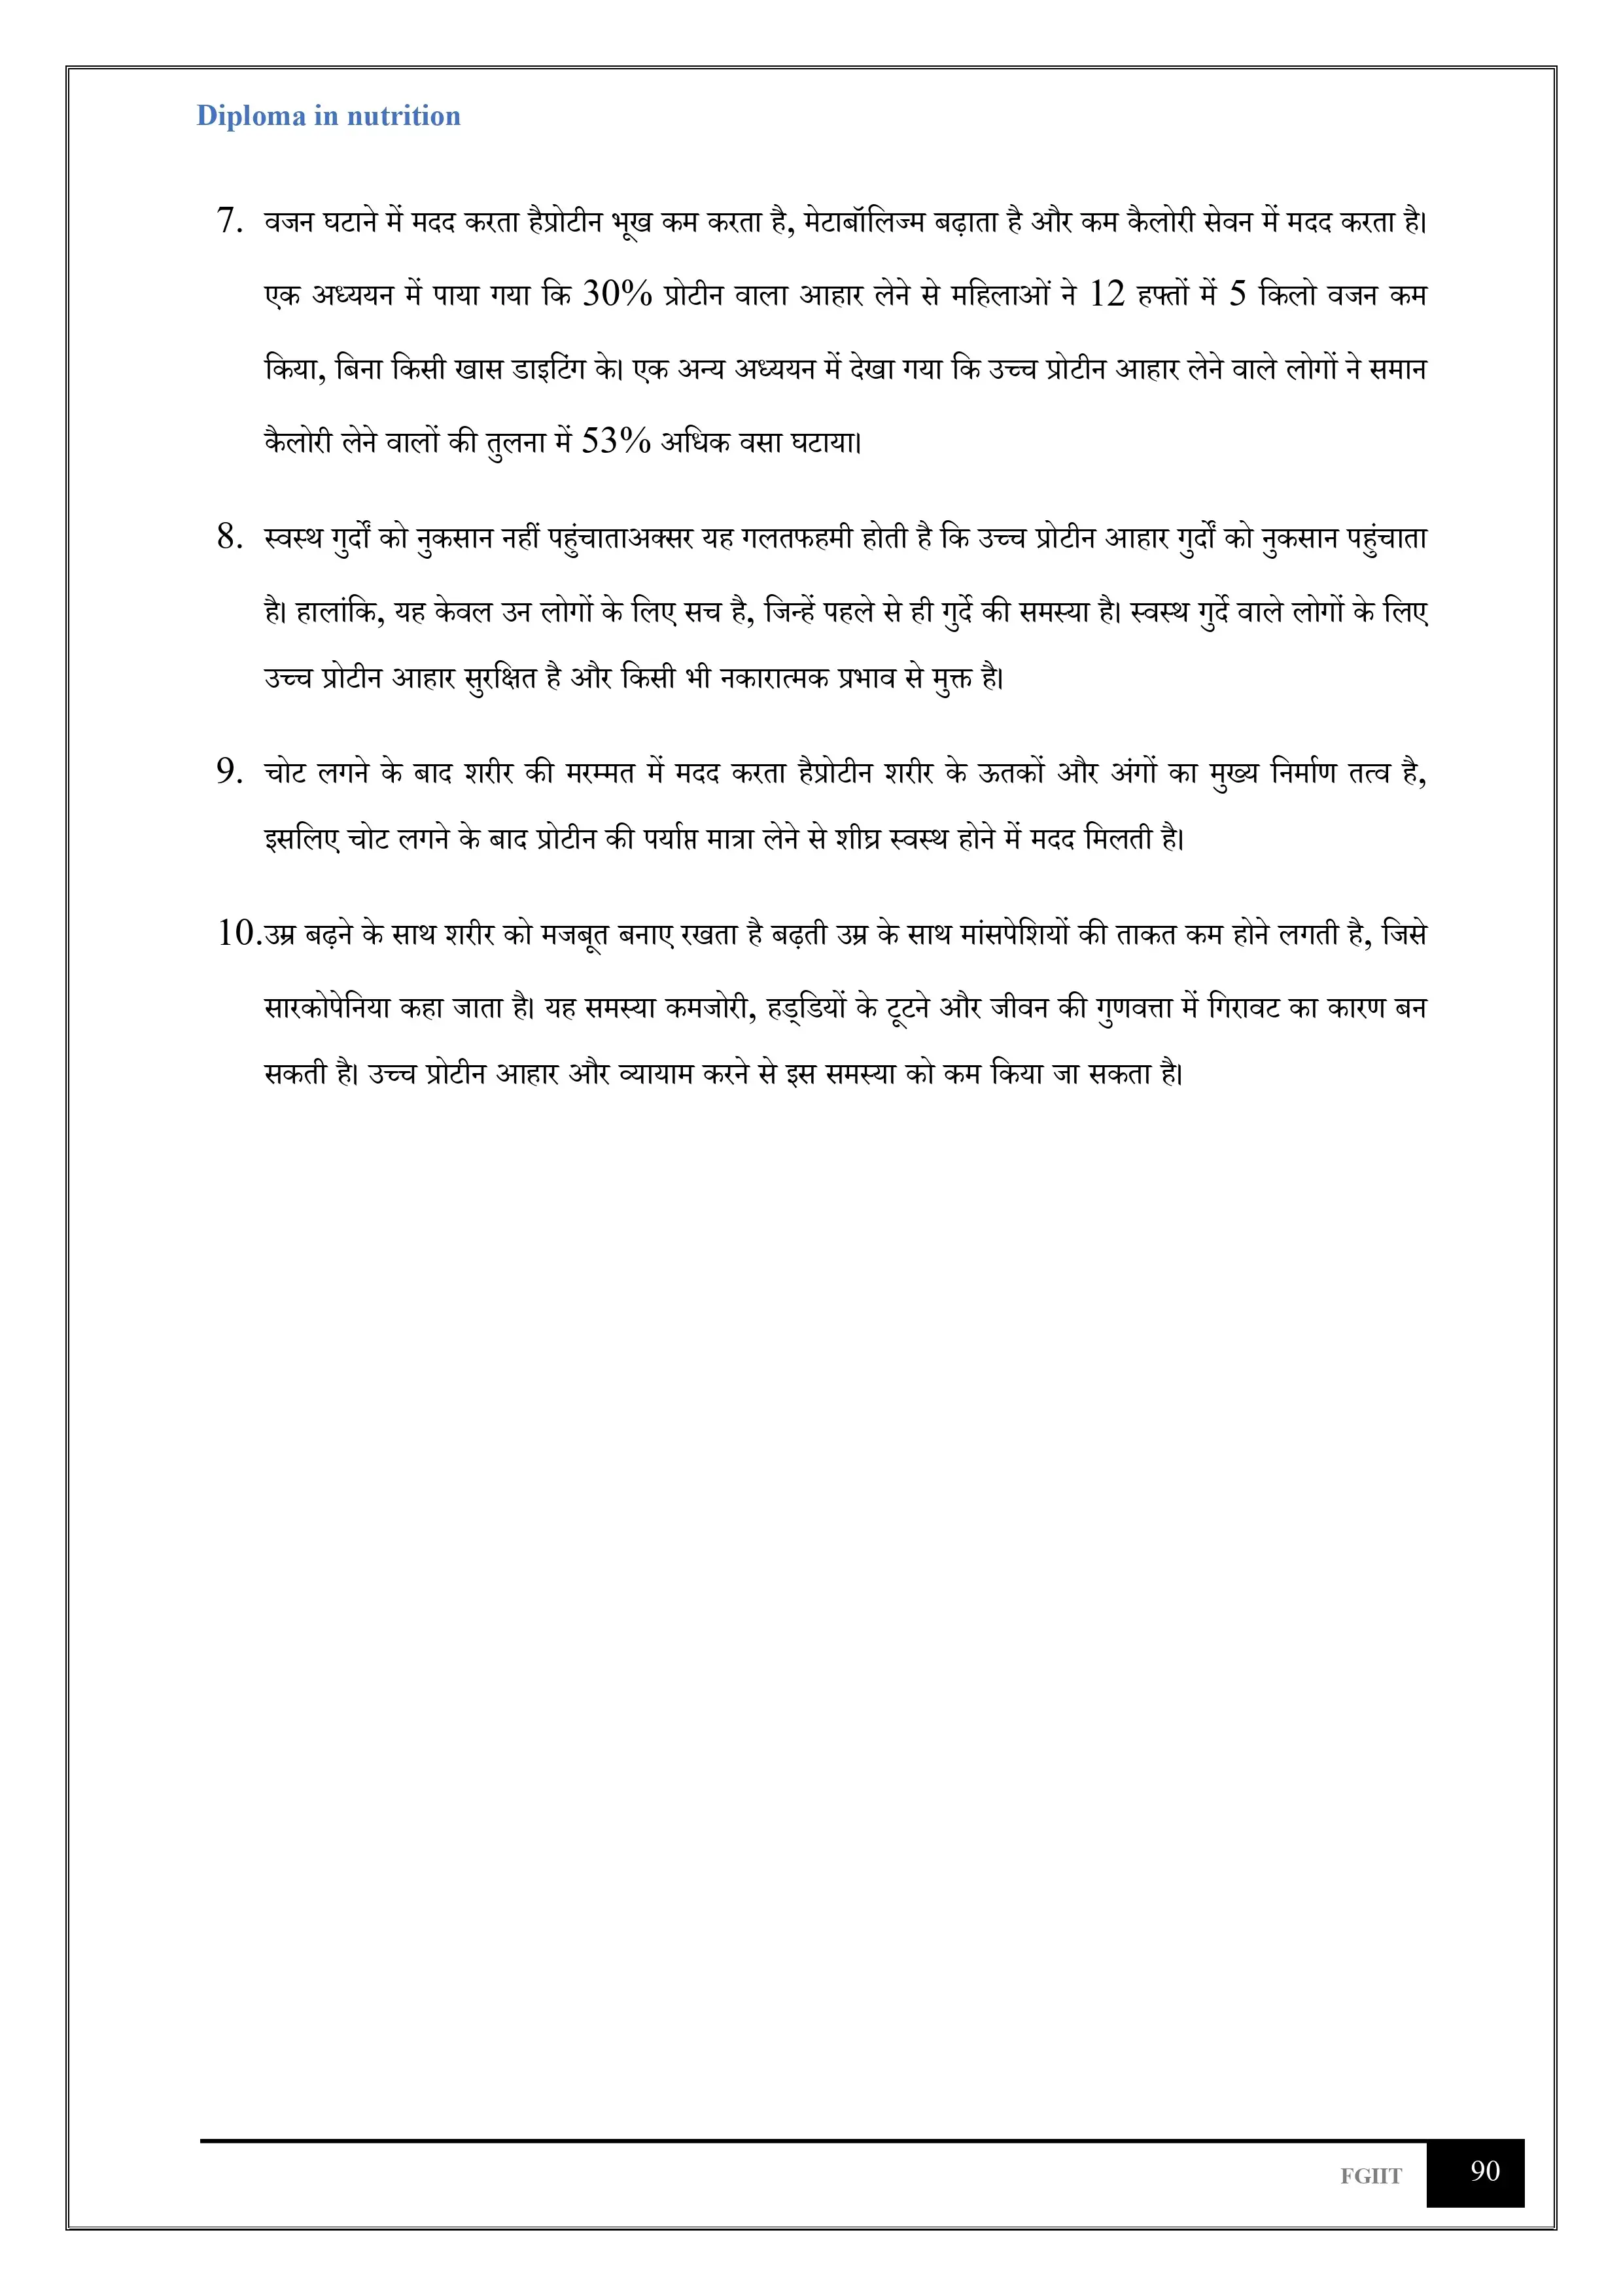 Diploma in nutrition
7. वजन घटाने में मदद करता हैप्रोटीन भूख कम करता है, मेटाबॉलिज्म बढ़ाता है और कम कैलोरी सेवन में मदद करता है।
एक अध्ययन में पाया गया कि 30% प्रोटीन वाला आहार लेने से महिलाओं ने 12 हफ्तों में 5 किलो वजन कम
किया, बिना किसी खास डाइटिंग के। एक अन्य अध्ययन में देखा गया कि उच्च प्रोटीन आहार लेने वाले लोगों ने समान
कैलोरी लेने वालों की तुलना में 53% अधिक वसा घटाया।
8. स्वस्थ गुर्दों को नुकसान नहीं पहुंचाताअक्सर यह गलतफहमी होती है कि उच्च प्रोटीन आहार गुर्दों को नुकसान पहुंचाता
है। हालांकि, यह केवल उन लोगों के लिए सच है, जिन्हें पहले से ही गुर्दे की समस्या है। स्वस्थ गुर्दे वाले लोगों के लिए
उच्च प्रोटीन आहार सुरक्षित है और किसी भी नकारात्मक प्रभाव से मुक्त है।
9. चोट लगने के बाद शरीर की मरम्मत में मदद करता हैप्रोटीन शरीर के ऊतकों और अंगों का मुख्य निर्माण तत्व है,
इसलिए चोट लगने के बाद प्रोटीन की पर्याप्त मात्रा लेने से शीघ्र स्वस्थ होने में मदद मिलती है।
10.उम्र बढ़ने के साथ शरीर को मजबूत बनाए रखता है बढ़ती उम्र के साथ मांसपेशियों की ताकत कम होने लगती है, जिसे
सारकोपेनिया कहा जाता है। यह समस्या कमजोरी, हड्डियों के टूटने और जीवन की गुणवत्ता में गिरावट का कारण बन
सकती है। उच्च प्रोटीन आहार और व्यायाम करने से इस समस्या को कम किया जा सकता है।
FGIIT 90